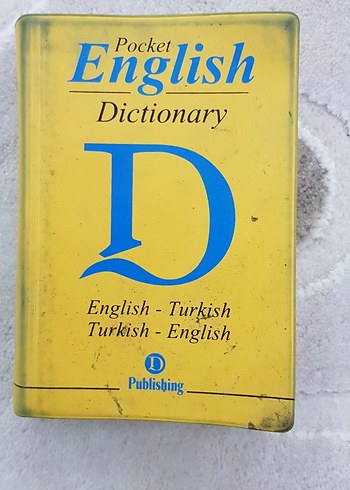 Pocket
English
Dictionary
D
English - Turkish
Turkish - English
D
Publishing